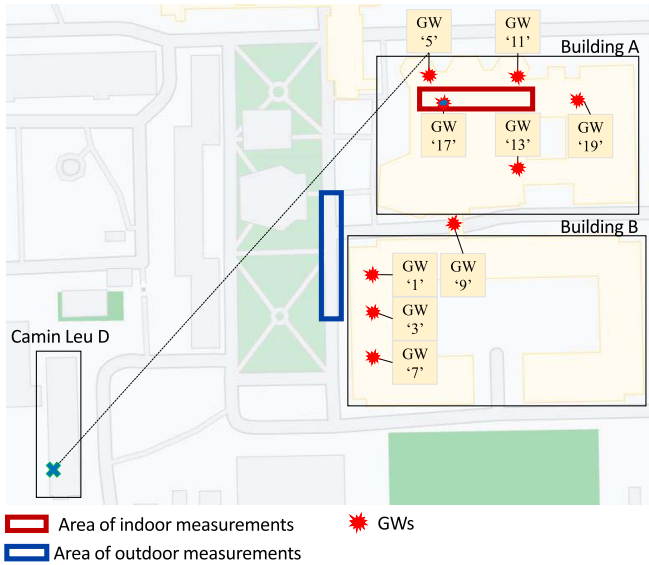 GW
‘5’
GW
‘11’
Building A
GW
‘17’
GW
‘13’
GW
‘19’
Building B
GW
‘1’
GW
‘9’
GW
‘3’
GW
‘7’
Camin Leu D
Area of indoor measurements
GWs
Area of outdoor measurements